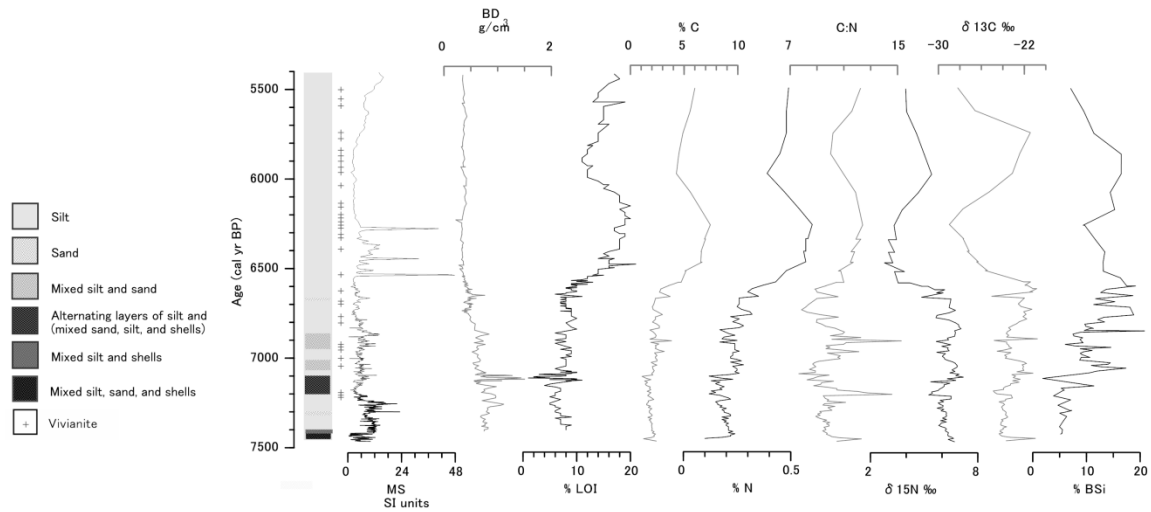 BD
g/cm³
0 2
% C
0 5 10
C:N
7 15
δ 13C ‰
−30 −22
Age (cal yr BP)
5500
6000
6500
7000
7500
Silt
Sand
Mixed silt and sand
Alternating layers of silt and
(mixed sand, silt, and shells)
Mixed silt and shells
Mixed silt, sand, and shells
+ Vivianite
0 24 48
MS
SI units
0 10 20
% LOI
0 0.5
% N
2 8
δ 15N ‰
0 10 20
% BSi